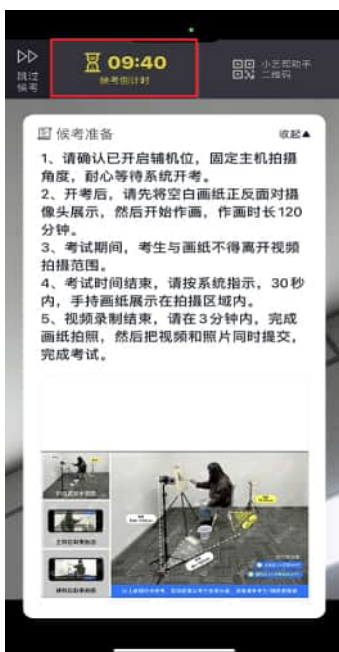 跳过
候考
09:40
候考倒计时
小艺帮助手
二维码
候考准备
收起▲
1、请确认已开启辅机位，固定主机拍摄
角度，耐心等待系统开考。
2、开考后，请先将空白画纸正反面对摄
像头展示，然后开始作画，作画时长120
分钟。
3、考试期间，考生与画纸不得离开视频
拍摄范围。
4、考试时间结束，请按系统指示，30秒
内，手持画纸展示在拍摄区域内。
5、视频录制结束，请在3分钟内，完成
画纸拍照，然后把视频和照片同时提交，
完成考试。